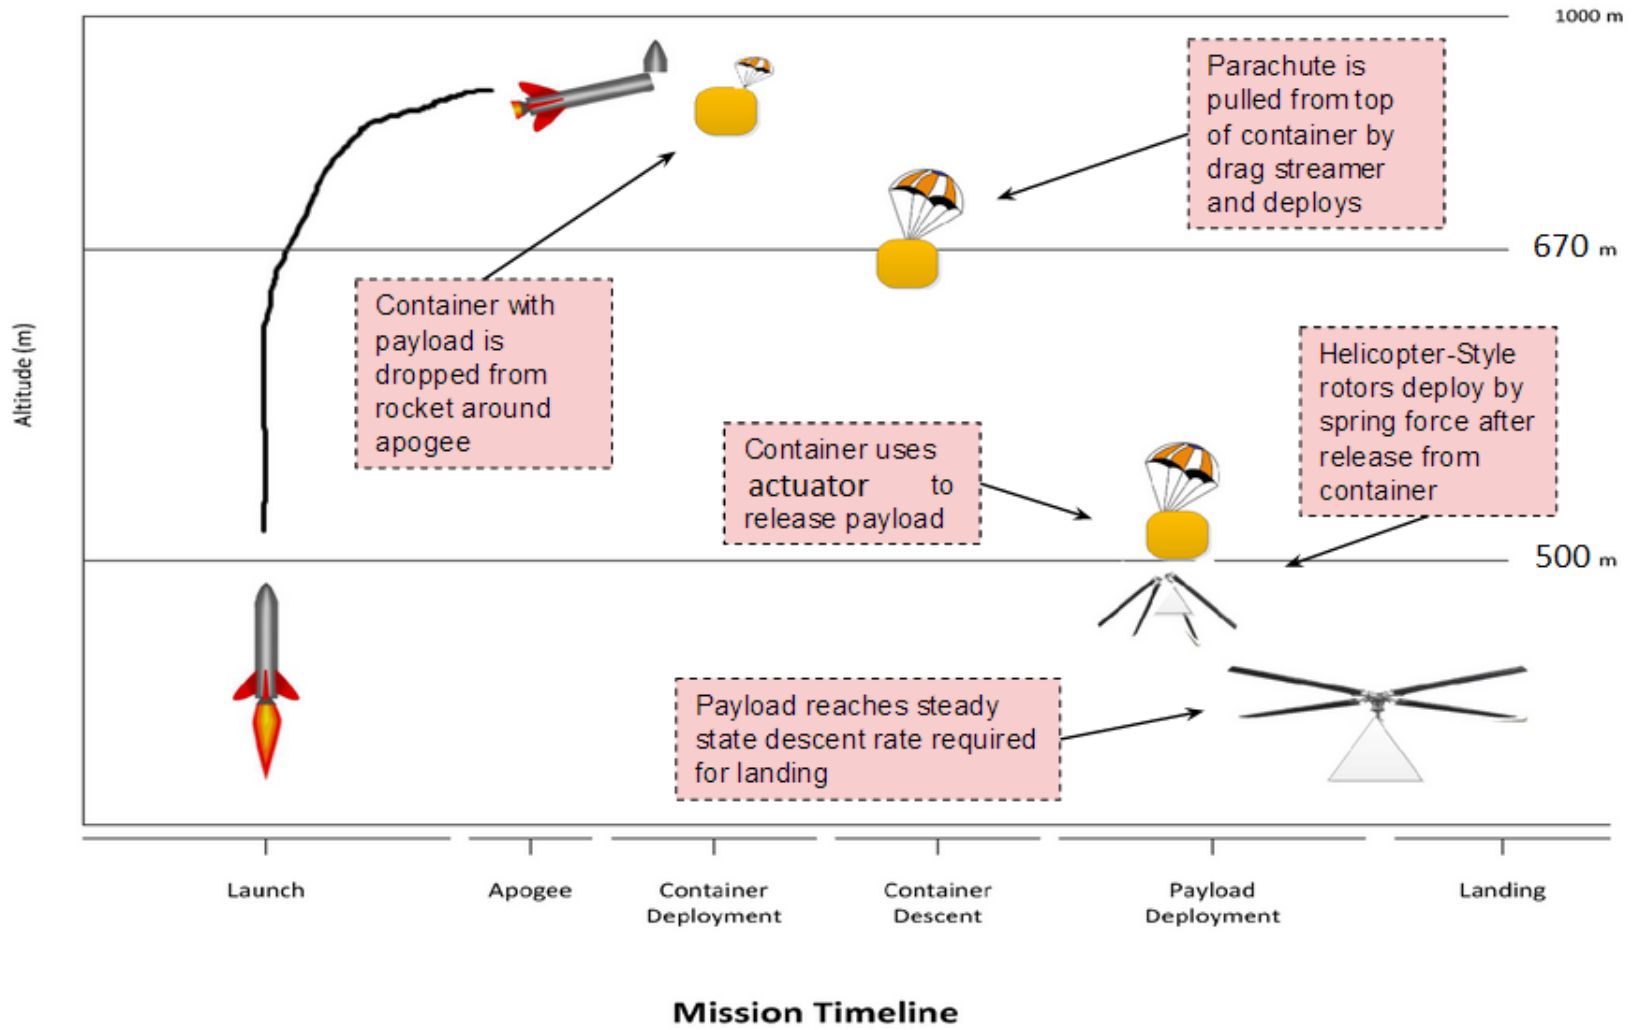 1000 m
Parachute is
pulled from top
of container by
drag streamer
and deploys
670 m
Container with
payload is
dropped from
rocket around
apogee
Altitude (m)
Helicopter-Style
rotors deploy by
spring force after
release from
container
Container uses
actuator to
release payload
500 m
Payload reaches steady
state descent rate required
for landing
Launch
Apogee
Container
Deployment
Container
Descent
Payload
Deployment
Landing
Mission Timeline